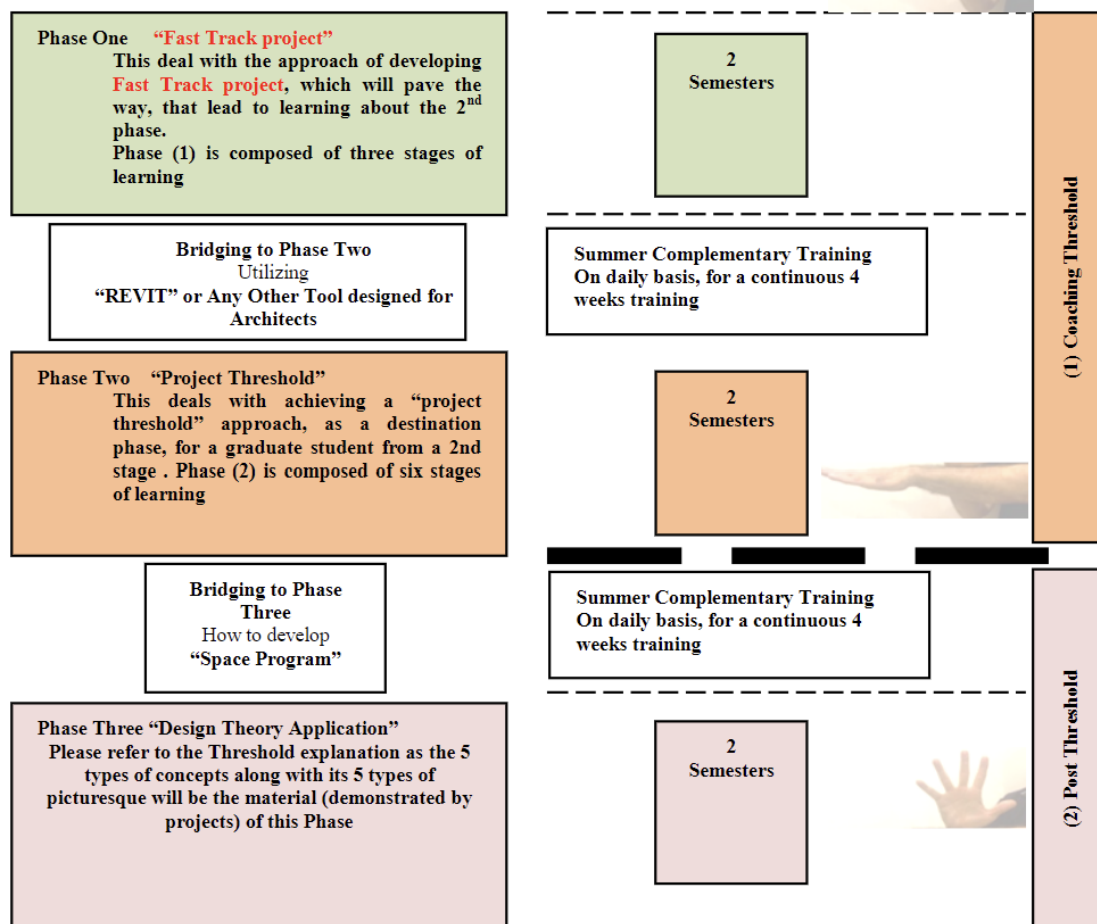 Phase One “Fast Track project”
This deal with the approach of developing
Fast Track project, which will pave the
way, that lead to learning about the 2nd
phase.
Phase (1) is composed of three stages of
learning
2
Semesters
Bridging to Phase Two
Utilizing
“REVIT” or Any Other Tool designed for
Architects
Summer Complementary Training
On daily basis, for a continuous 4
weeks training
(1) Coaching Threshold
Phase Two “Project Threshold”
This deals with achieving a “project
threshold” approach, as a destination
phase, for a graduate student from a 2nd
stage . Phase (2) is composed of six stages
of learning
2
Semesters
Bridging to Phase
Three
How to develop
“Space Program”
Summer Complementary Training
On daily basis, for a continuous 4
weeks training
Phase Three “Design Theory Application”
Please refer to the Threshold explanation as the 5
types of concepts along with its 5 types of
picturesque will be the material (demonstrated by
projects) of this Phase
2
Semesters
(2) Post Threshold